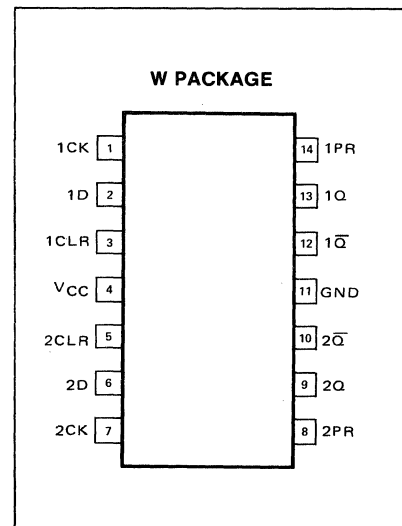 W PACKAGE
1CK 1 14 1PR
1D 2 13 1Q
1CLR 3 12 1Q̅
VCC 4 11 GND
2CLR 5 10 2Q̅
2D 6 9 2Q
2CK 7 8 2PR